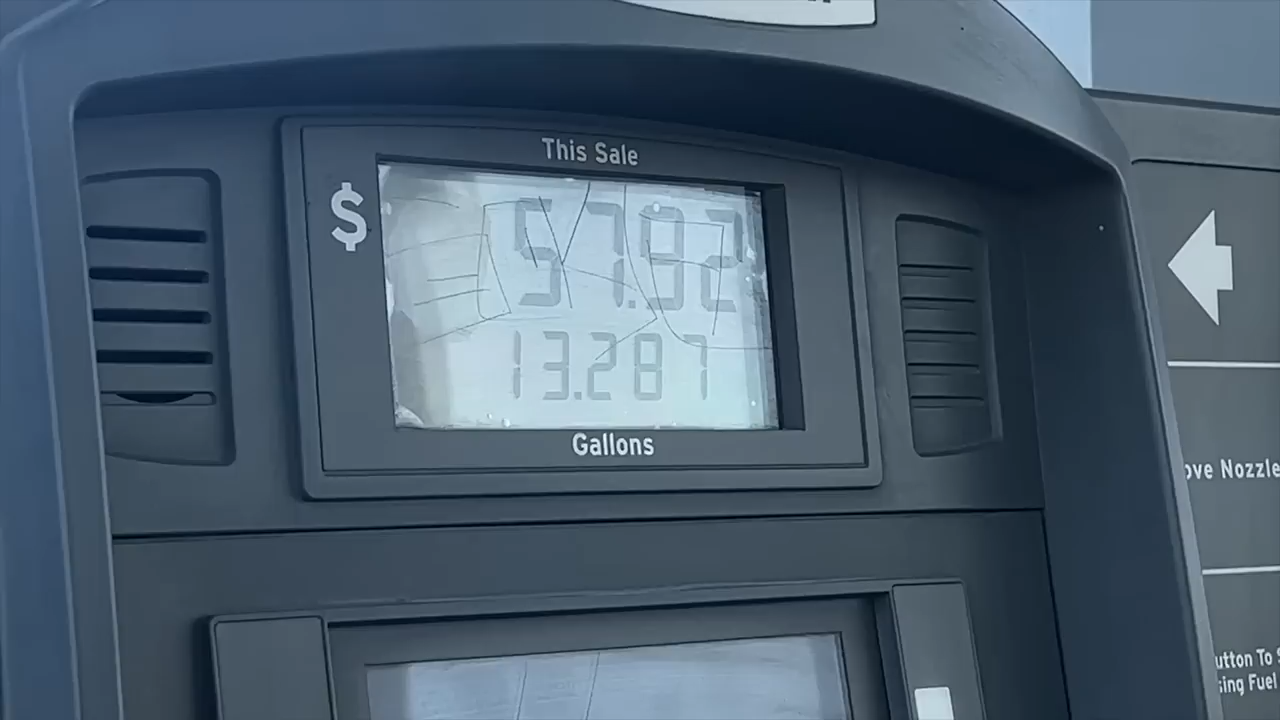 This Sale
$ 57.92
13.287
Gallons
ove Nozzle
utton To S
sing Fuel